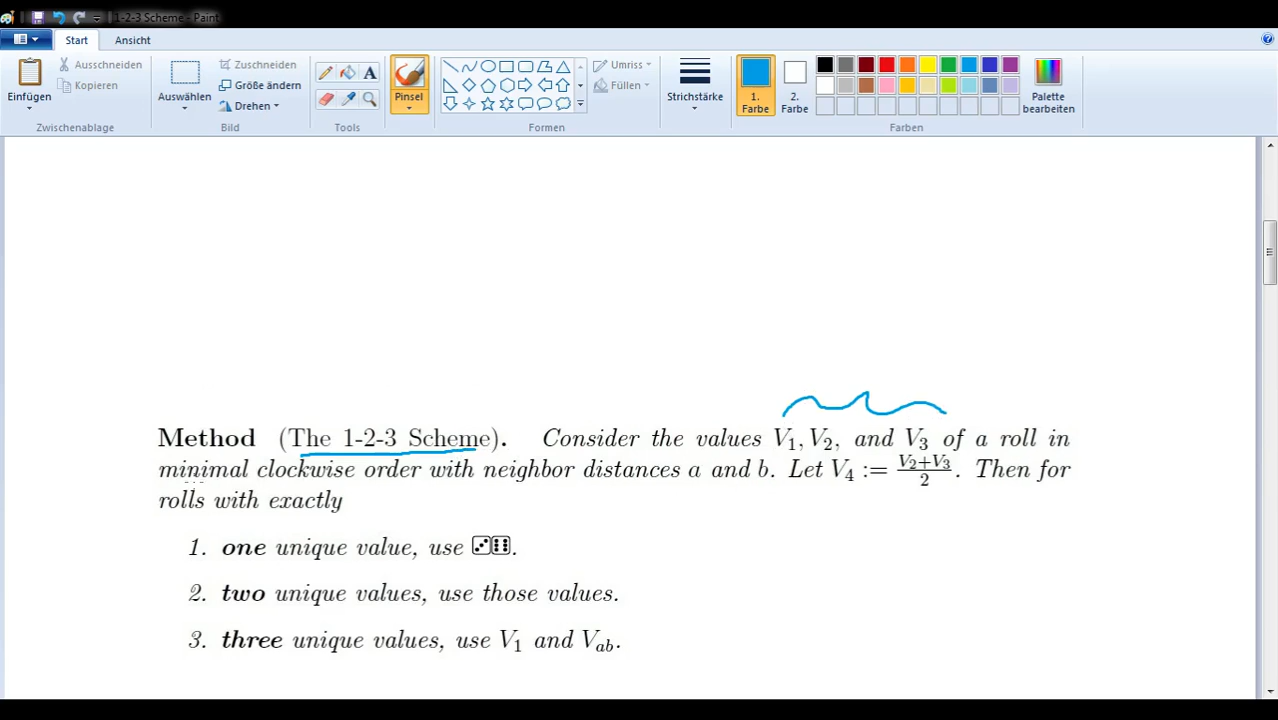 1-2-3 Scheme - Paint
Start Ansicht
Einfügen
Ausschneiden
Kopieren
Zwischenablage
Auswählen
Zuschneiden
Größe ändern
Drehen
Bild
A
Tools
Pinsel
Umriss
Füllen
Formen
Strichstärke
1.
Farbe
2.
Farbe
Palette
bearbeiten
Farben
Method (The 1-2-3 Scheme). Consider the values V₁, V₂, and V₃ of a roll in
minimal clockwise order with neighbor distances a and b. Let V₄ := (V₂+V₃)/2. Then for
rolls with exactly
1. one unique value, use ⚂⚅.
2. two unique values, use those values.
3. three unique values, use V₁ and Vab.